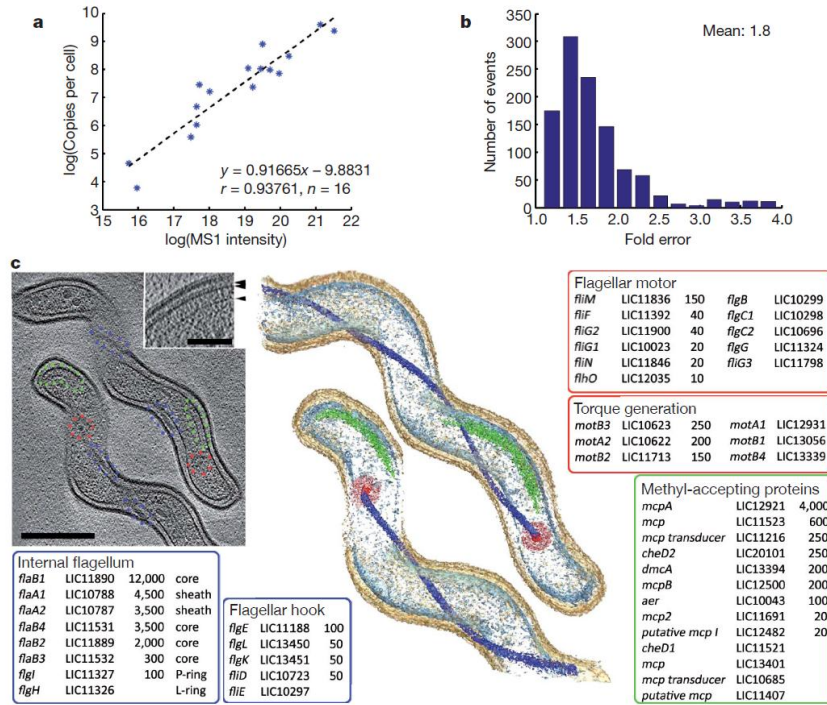 a
log(Copies per cell)
10
9
8
7
6
5
4
3
y = 0.91665x – 9.8831
r = 0.93761, n = 16
15 16 17 18 19 20 21 22
log(MS1 intensity)
b
Number of events
350
300
250
200
150
100
50
0
Mean: 1.8
1.0 1.5 2.0 2.5 3.0 3.5 4.0
Fold error
c
Flagellar motor
fliM LIC11836 150 flgB LIC10299
fliF LIC11392 40 flgC1 LIC10298
fliG2 LIC11900 40 flgC2 LIC10696
fliG1 LIC10023 20 flgG LIC11324
fliN LIC11846 20 fliG3 LIC11798
flhO LIC12035 10
Torque generation
motB3 LIC10623 250 motA1 LIC12931
motA2 LIC10622 200 motB1 LIC13056
motB2 LIC11713 150 motB4 LIC13339
Methyl-accepting proteins
mcpA LIC12921 4,000
mcp LIC11523 600
mcp transducer LIC11216 250
cheD2 LIC20101 250
dmcA LIC13394 200
mcpB LIC12500 200
aer LIC10043 100
mcp2 LIC11691 20
putative mcp I LIC12482 20
cheD1 LIC11521
mcp LIC13401
mcp transducer LIC10685
putative mcp LIC11407
Internal flagellum
flaB1 LIC11890 12,000 core
flaA1 LIC10788 4,500 sheath
flaA2 LIC10787 3,500 sheath
flaB4 LIC11531 3,500 core
flaB2 LIC11889 2,000 core
flaB3 LIC11532 300 core
flgI LIC11327 100 P-ring
flgH LIC11326 L-ring
Flagellar hook
flgE LIC11188 100
flgL LIC13450 50
flgK LIC13451 50
fliD LIC10723 50
fliE LIC10297